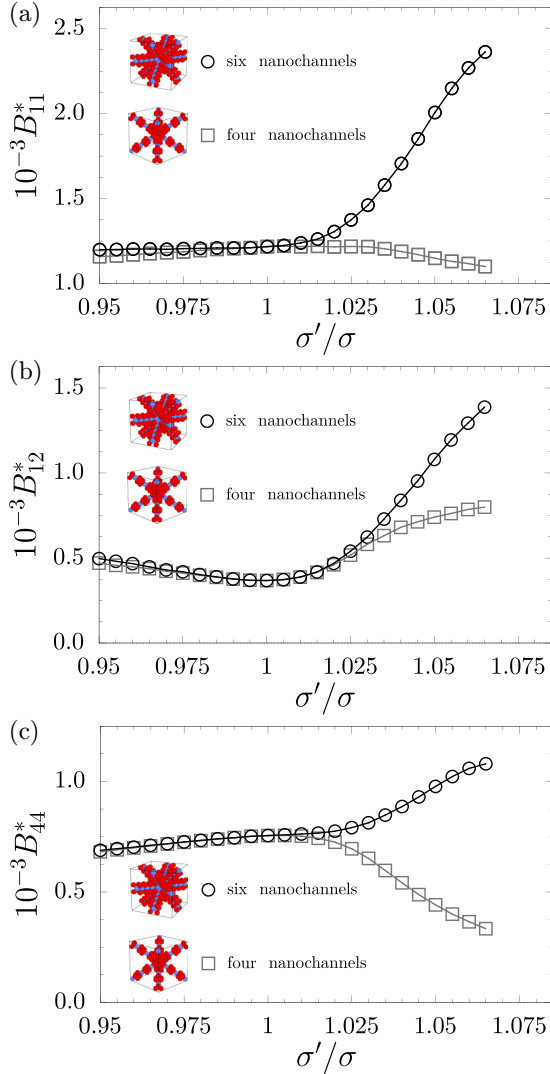 (a)
10⁻³B*₁₁
2.5
2.0
1.5
1.0
six nanochannels
four nanochannels
0.95 0.975 1 1.025 1.05 1.075
σ′/σ
(b)
10⁻³B*₁₂
1.5
1.0
0.5
0.0
six nanochannels
four nanochannels
0.95 0.975 1 1.025 1.05 1.075
σ′/σ
(c)
10⁻³B*₄₄
1.0
0.5
0.0
six nanochannels
four nanochannels
0.95 0.975 1 1.025 1.05 1.075
σ′/σ